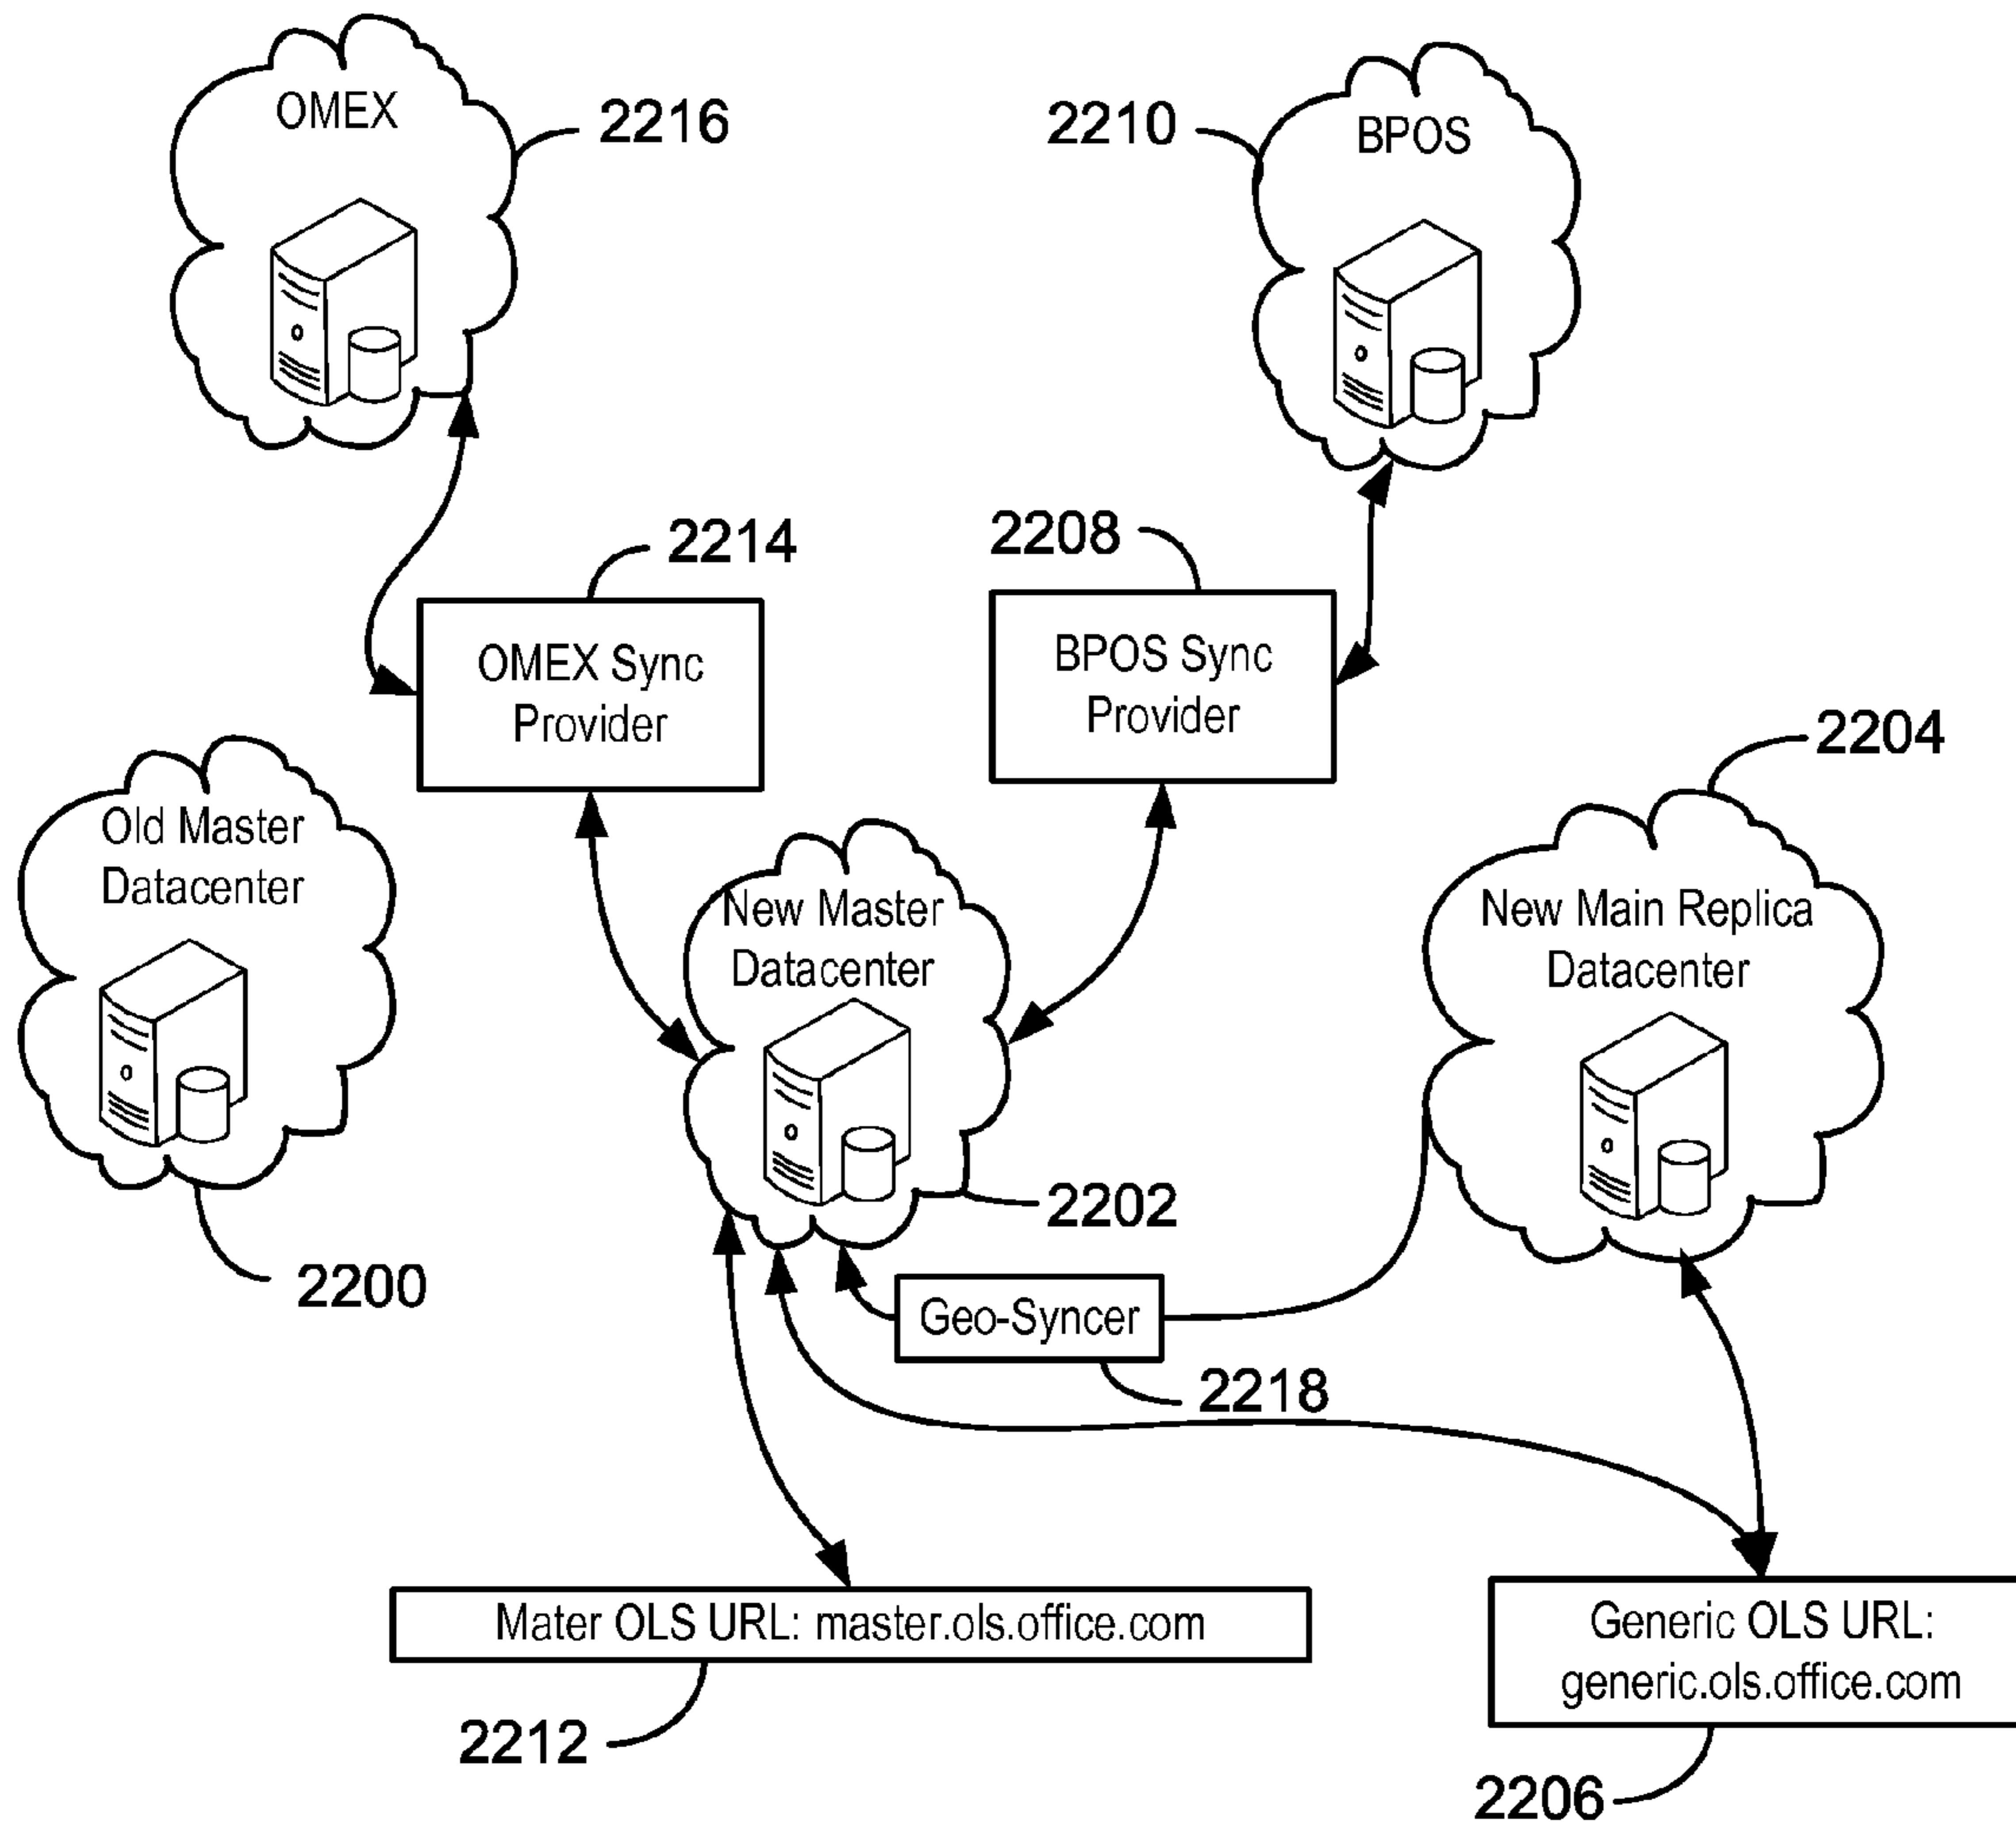 OMEX
2216
2210
BPOS
2214
2208
OMEX Sync
Provider
BPOS Sync
Provider
2204
Old Master
Datacenter
New Master
Datacenter
New Main Replica
Datacenter
2202
2200
Geo-Syncer
2218
Mater OLS URL: master.ols.office.com
Generic OLS URL:
generic.ols.office.com
2212
2206